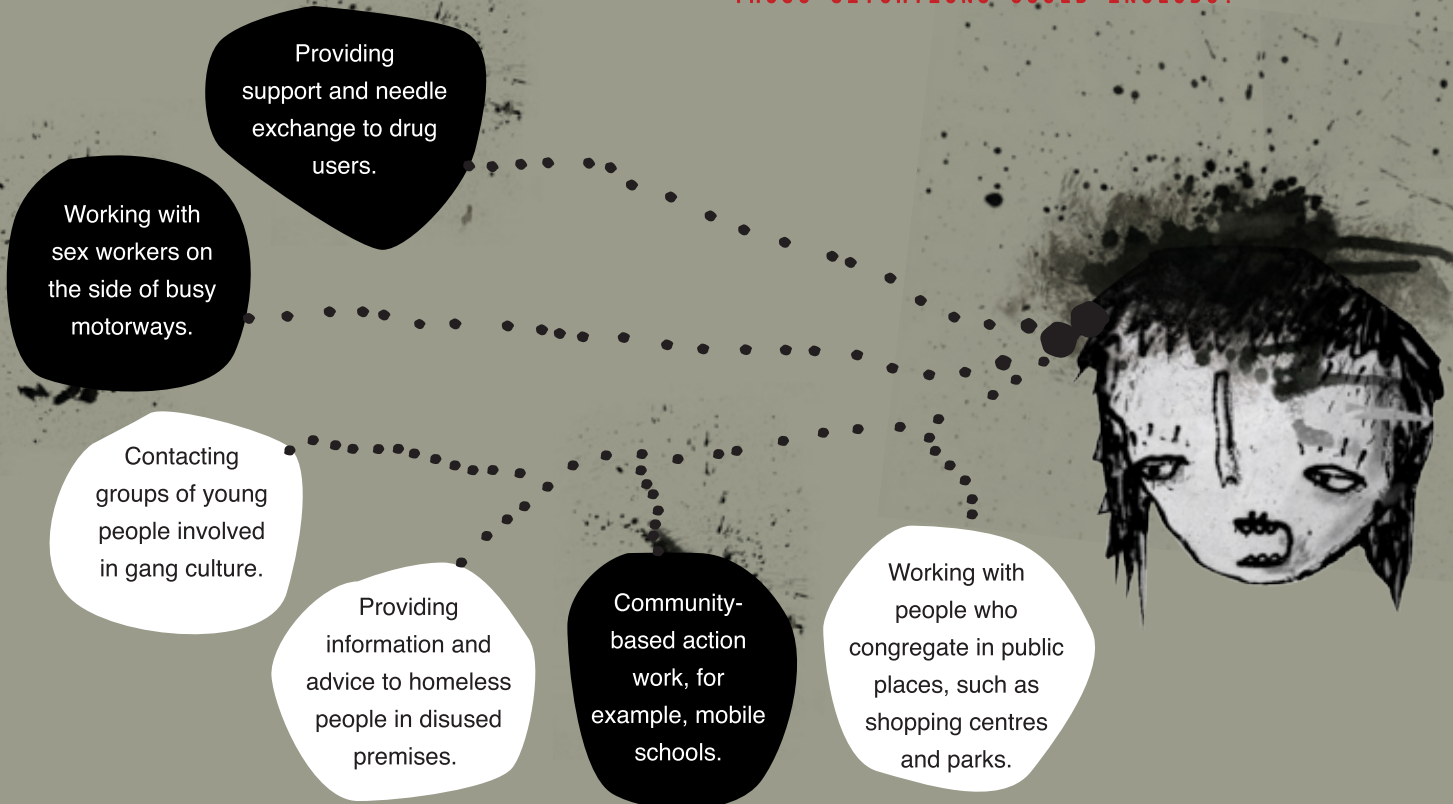 Providing
support and needle
exchange to drug
users.
Working with
sex workers on
the side of busy
motorways.
Contacting
groups of young
people involved
in gang culture.
Providing
information and
advice to homeless
people in disused
premises.
Community-
based action
work, for
example, mobile
schools.
Working with
people who
congregate in public
places, such as
shopping centres
and parks.